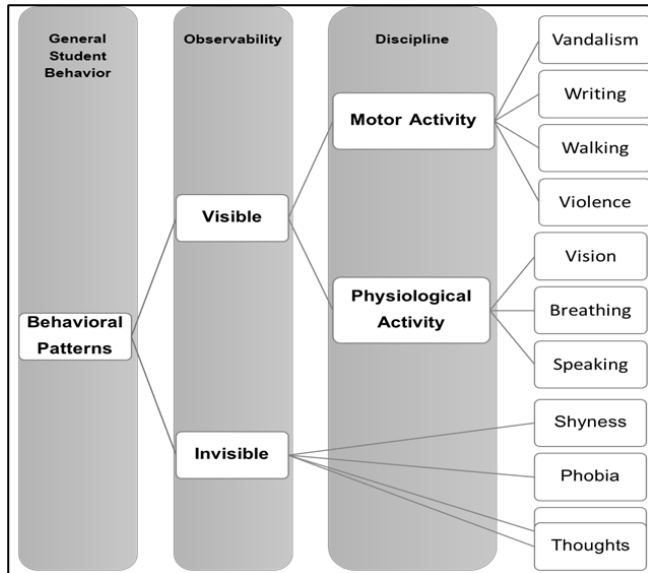 General
Student
Behavior
Observability
Discipline
Behavioral
Patterns
Visible
Invisible
Motor Activity
Physiological
Activity
Vandalism
Writing
Walking
Violence
Vision
Breathing
Speaking
Shyness
Phobia
Thoughts